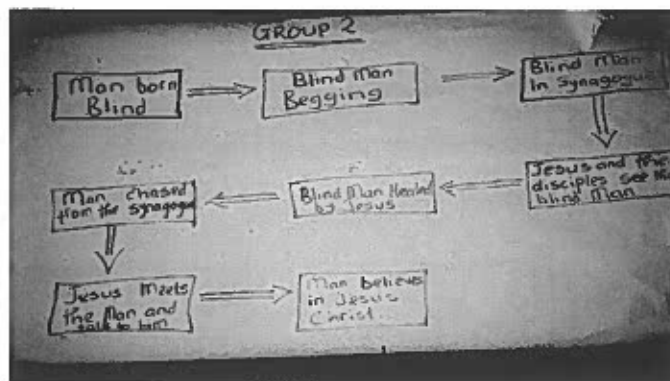 GROUP 2
Man born
Blind
Blind Man
Begging
Blind Man
in Synagogue
Jesus and the
disciples see the
blind Man
Blind Man Healed
by Jesus
Man chased
from the Synagogue
Jesus Meets
the Man and
talk to him
Man believes
in Jesus
Christ...